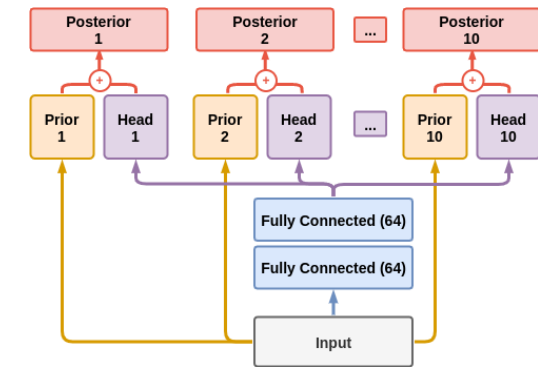 Posterior
1
Posterior
2
...
Posterior
10
+
+
+
Prior
1
Head
1
Prior
2
Head
2
...
Prior
10
Head
10
Fully Connected (64)
Fully Connected (64)
Input